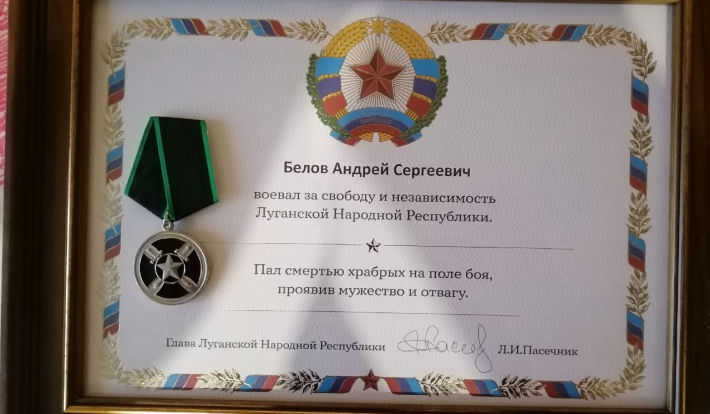 Белов Андрей Сергеевич
воевал за свободу и независимость
Луганской Народной Республики.
Пал смертью храбрых на поле боя,
проявив мужество и отвагу.
Глава Луганской Народной Республики Л.И.Пасечник